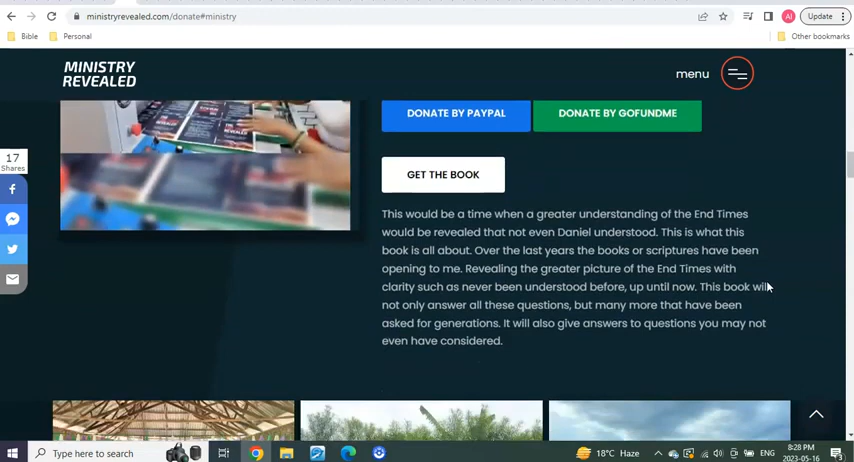 ministryrevealed.com/donate#ministry
Update
Bible
Personal
Other bookmarks
MINISTRY
REVEALED
menu
DONATE BY PAYPAL
DONATE BY GOFUNDME
17
Shares
GET THE BOOK
This would be a time when a greater understanding of the End Times
would be revealed that not even Daniel understood. This is what this
book is all about. Over the last years the books or scriptures have been
opening to me. Revealing the greater picture of the End Times with
clarity such as never been understood before, up until now. This book will
not only answer all these questions, but many more that have been
asked for generations. It will also give answers to questions you may not
even have considered.
Type here to search
18°C Haze
ENG
8:28 PM
2023-05-16